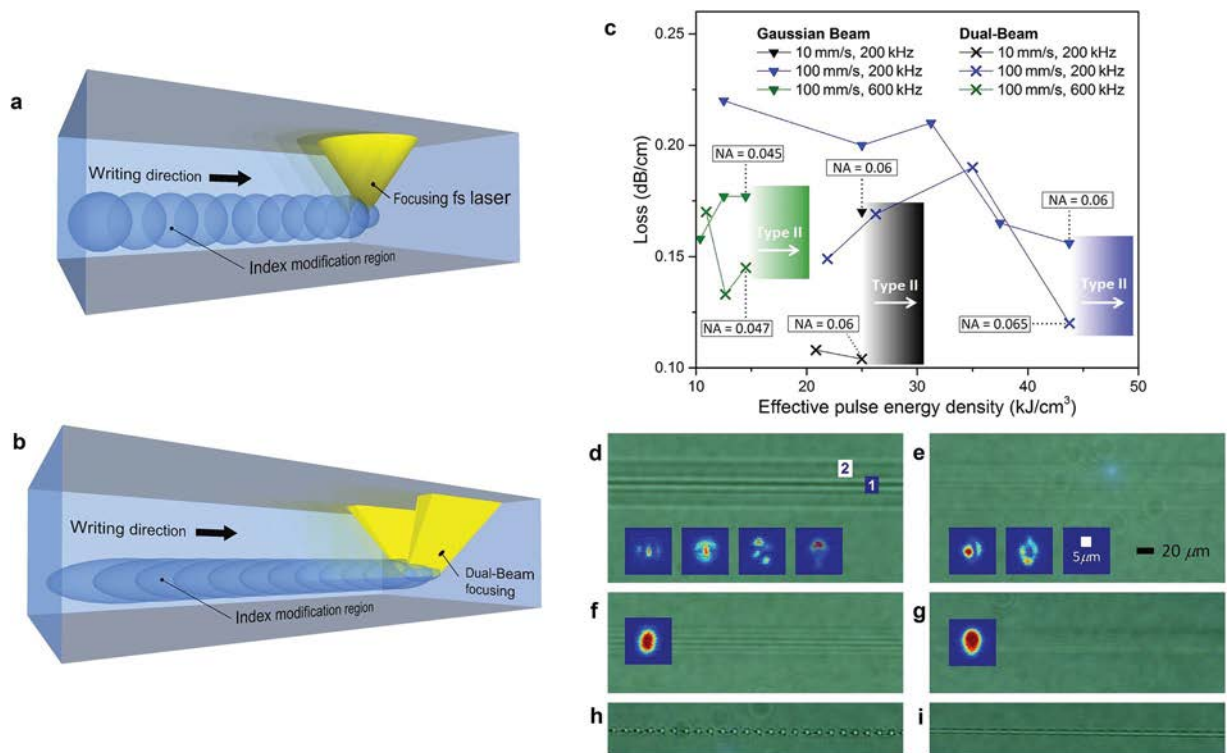 a
Writing direction
Focusing fs laser
Index modification region
b
Writing direction
Dual-Beam
focusing
Index modification region
c
Loss (dB/cm)
0.25
0.20
0.15
0.10
Gaussian Beam
10 mm/s, 200 kHz
100 mm/s, 200 kHz
100 mm/s, 600 kHz
Dual-Beam
10 mm/s, 200 kHz
100 mm/s, 200 kHz
100 mm/s, 600 kHz
NA = 0.045
NA = 0.06
NA = 0.06
Type II
Type II
Type II
NA = 0.047
NA = 0.06
NA = 0.065
10 20 30 40 50
Effective pulse energy density (kJ/cm³)
d
2
1
e
5μm
20 μm
f
g
h
i